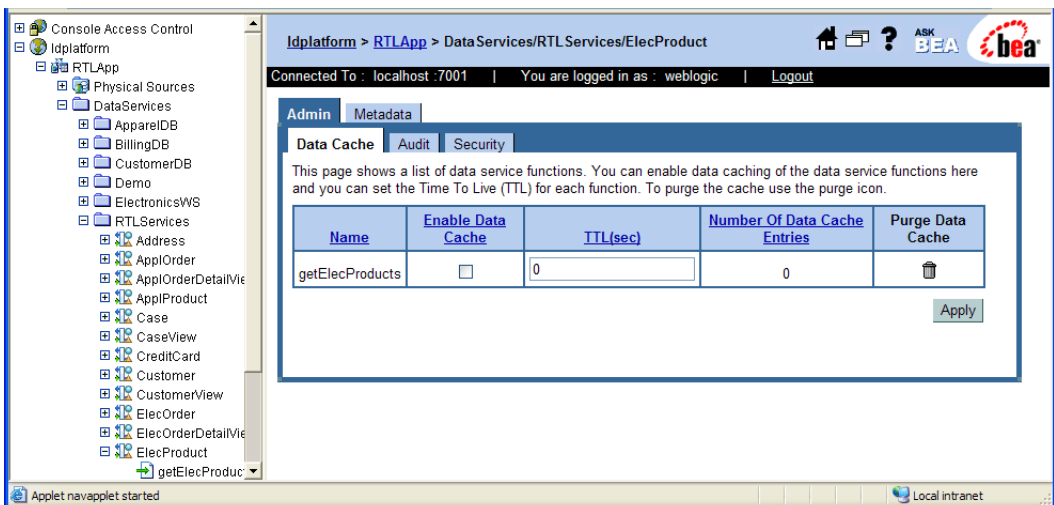 Console Access Control
ldplatform
RTLApp
Physical Sources
DataServices
ApparelDB
BillingDB
CustomerDB
Demo
ElectronicsWS
RTLServices
Address
ApplOrder
ApplOrderDetailVie
ApplProduct
Case
CaseView
CreditCard
Customer
CustomerView
ElecOrder
ElecOrderDetailVie
ElecProduct
getElecProduc
ldplatform > RTLApp > DataServices/RTLServices/ElecProduct
? ASK BEA bea
Connected To : localhost :7001 | You are logged in as : weblogic | Logout
Admin Metadata
Data Cache Audit Security
This page shows a list of data service functions. You can enable data caching of the data service functions here
and you can set the Time To Live (TTL) for each function. To purge the cache use the purge icon.
Name Enable Data Cache TTL(sec) Number Of Data Cache Entries Purge Data Cache
getElecProducts 0 0
Apply
Applet navapplet started Local intranet